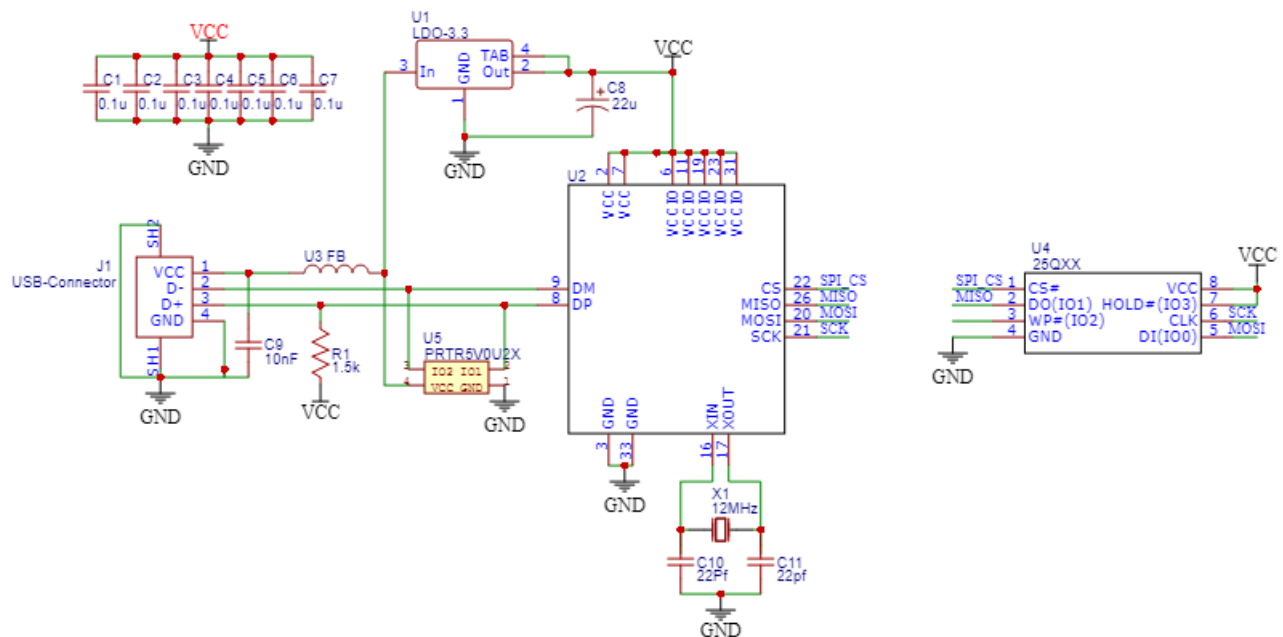 VCC
C1
0.1u
C2
0.1u
C3
0.1u
C4
0.1u
C5
0.1u
C6
0.1u
C7
0.1u
GND
U1
LDO-3.3
3
In
GND
1
TAB
Out
4
2
C8
22u
+
GND
VCC
J1
USB-Connector
SH2
SH1
VCC
D-
D+
GND
1
2
3
4
GND
C9
10nF
U3 FB
R1
1.5k
VCC
U5
PRTR5V0U2X
IO2 IO1
VCC GND
4
1
GND
U2
2
7
6
11
19
23
31
VCC
VCC
VCCIO
VCCIO
VCCIO
VCCIO
VCCIO
9
DM
8
DP
CS
22
SPI_CS
MISO
26
MISO
MOSI
20
MOSI
SCK
21
SCK
GND
GND
3
33
GND
XIN
XOUT
16
17
X1
12MHz
C10
22Pf
C11
22pf
GND
U4
25QXX
SPI_CS
1
CS#
MISO
2
DO(IO1)
3
WP#(IO2)
4
GND
GND
VCC
8
VCC
HOLD#(IO3)
7
CLK
6
SCK
DI(IO0)
5
MOSI